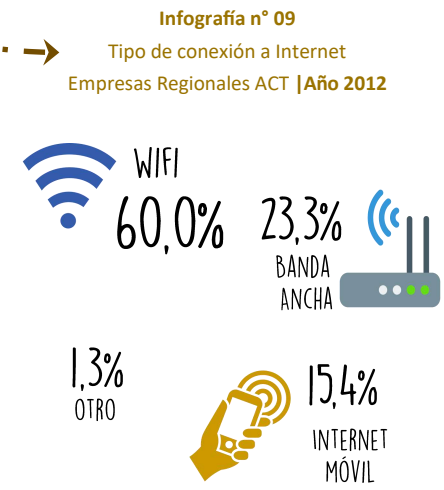 Infografía n° 09
Tipo de conexión a Internet
Empresas Regionales ACT |Año 2012
WIFI
60,0%
23,3%
BANDA
ANCHA
1,3%
OTRO
15,4%
INTERNET
MÓVIL